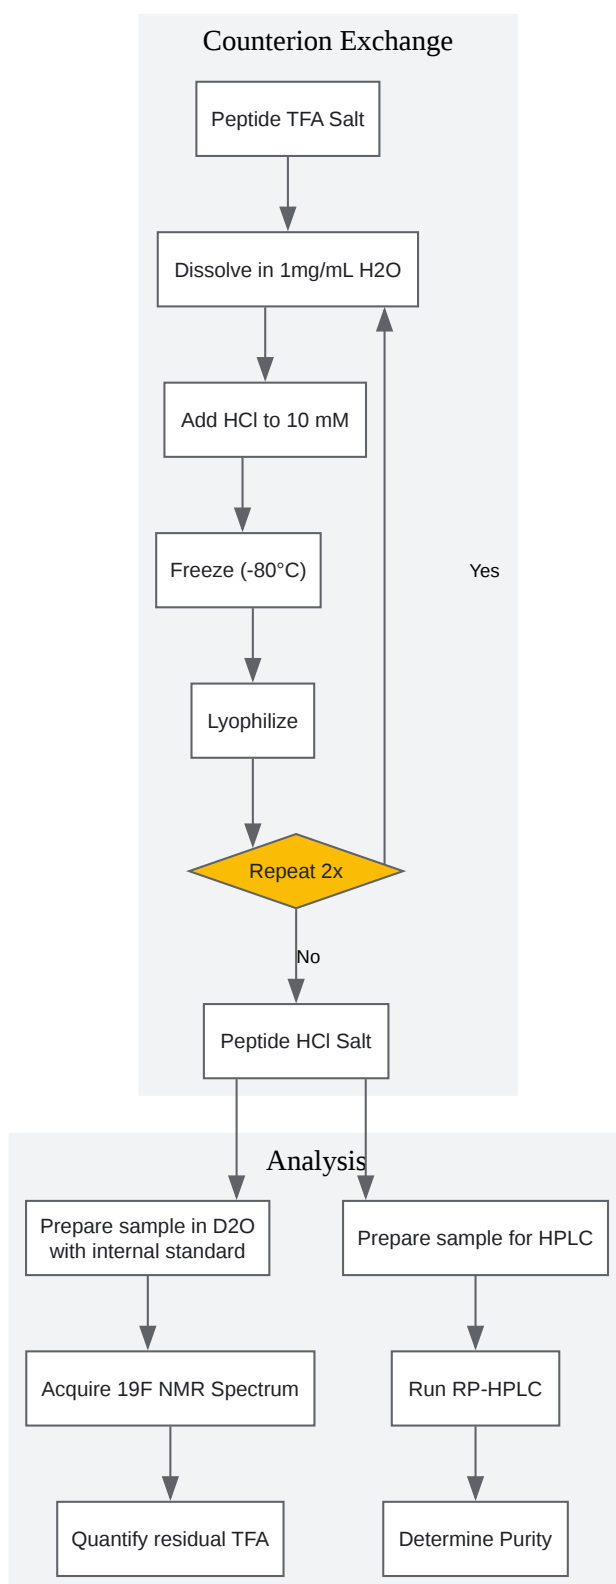 Counterion Exchange
Peptide TFA Salt
Dissolve in 1mg/mL H2O
Add HCl to 10 mM
Freeze (-80°C)
Yes
Lyophilize
Repeat 2x
No
Peptide HCl Salt
Analysis
Prepare sample in D2O
with internal standard
Prepare sample for HPLC
Acquire 19F NMR Spectrum
Run RP-HPLC
Quantify residual TFA
Determine Purity